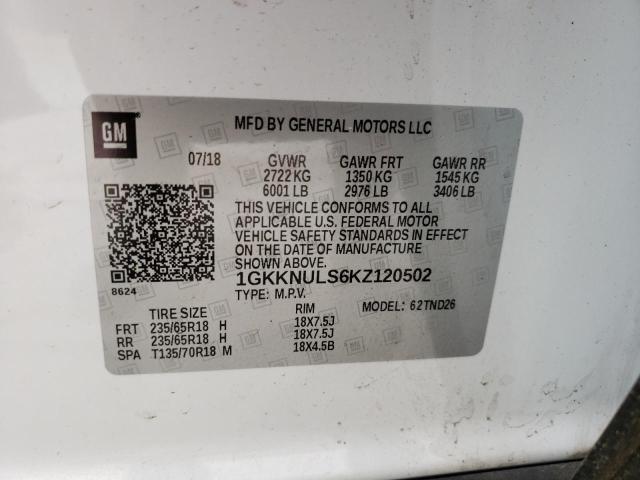 GM
MFD BY GENERAL MOTORS LLC
07/18 GVWR GAWR FRT GAWR RR
2722 KG 1350 KG 1545 KG
6001 LB 2976 LB 3406 LB
THIS VEHICLE CONFORMS TO ALL
APPLICABLE U.S. FEDERAL MOTOR
VEHICLE SAFETY STANDARDS IN EFFECT
ON THE DATE OF MANUFACTURE
SHOWN ABOVE.
8624
1GKKNULS6KZ120502
TYPE: M.P.V. MODEL: 62TND26
TIRE SIZE RIM
FRT 235/65R18 H 18X7.5J
RR 235/65R18 H 18X7.5J
SPA T135/70R18 M 18X4.5B